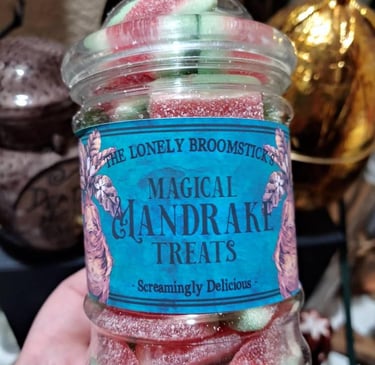 THE LONELY BROOMSTICK'S
MAGICAL
MANDRAKE
TREATS
- Screamingly Delicious -